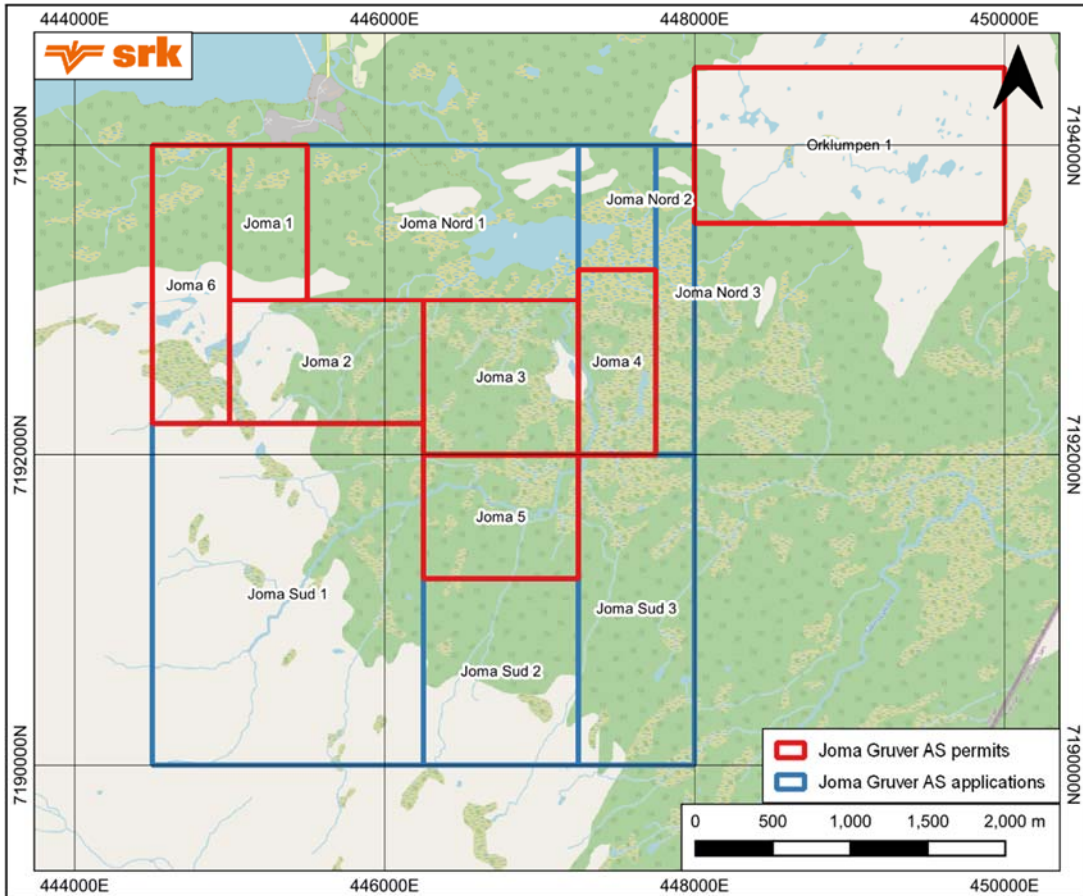 444000E
446000E
448000E
450000E
srk
7194000N
7194000N
Orklumpen 1
Joma Nord 2
Joma 1
Joma Nord 1
Joma 6
Joma Nord 3
Joma 2
Joma 3
Joma 4
7192000N
7192000N
Joma 5
Joma Sud 1
Joma Sud 3
Joma Sud 2
7190000N
7190000N
Joma Gruver AS permits
Joma Gruver AS applications
0 500 1,000 1,500 2,000 m
444000E
446000E
448000E
450000E